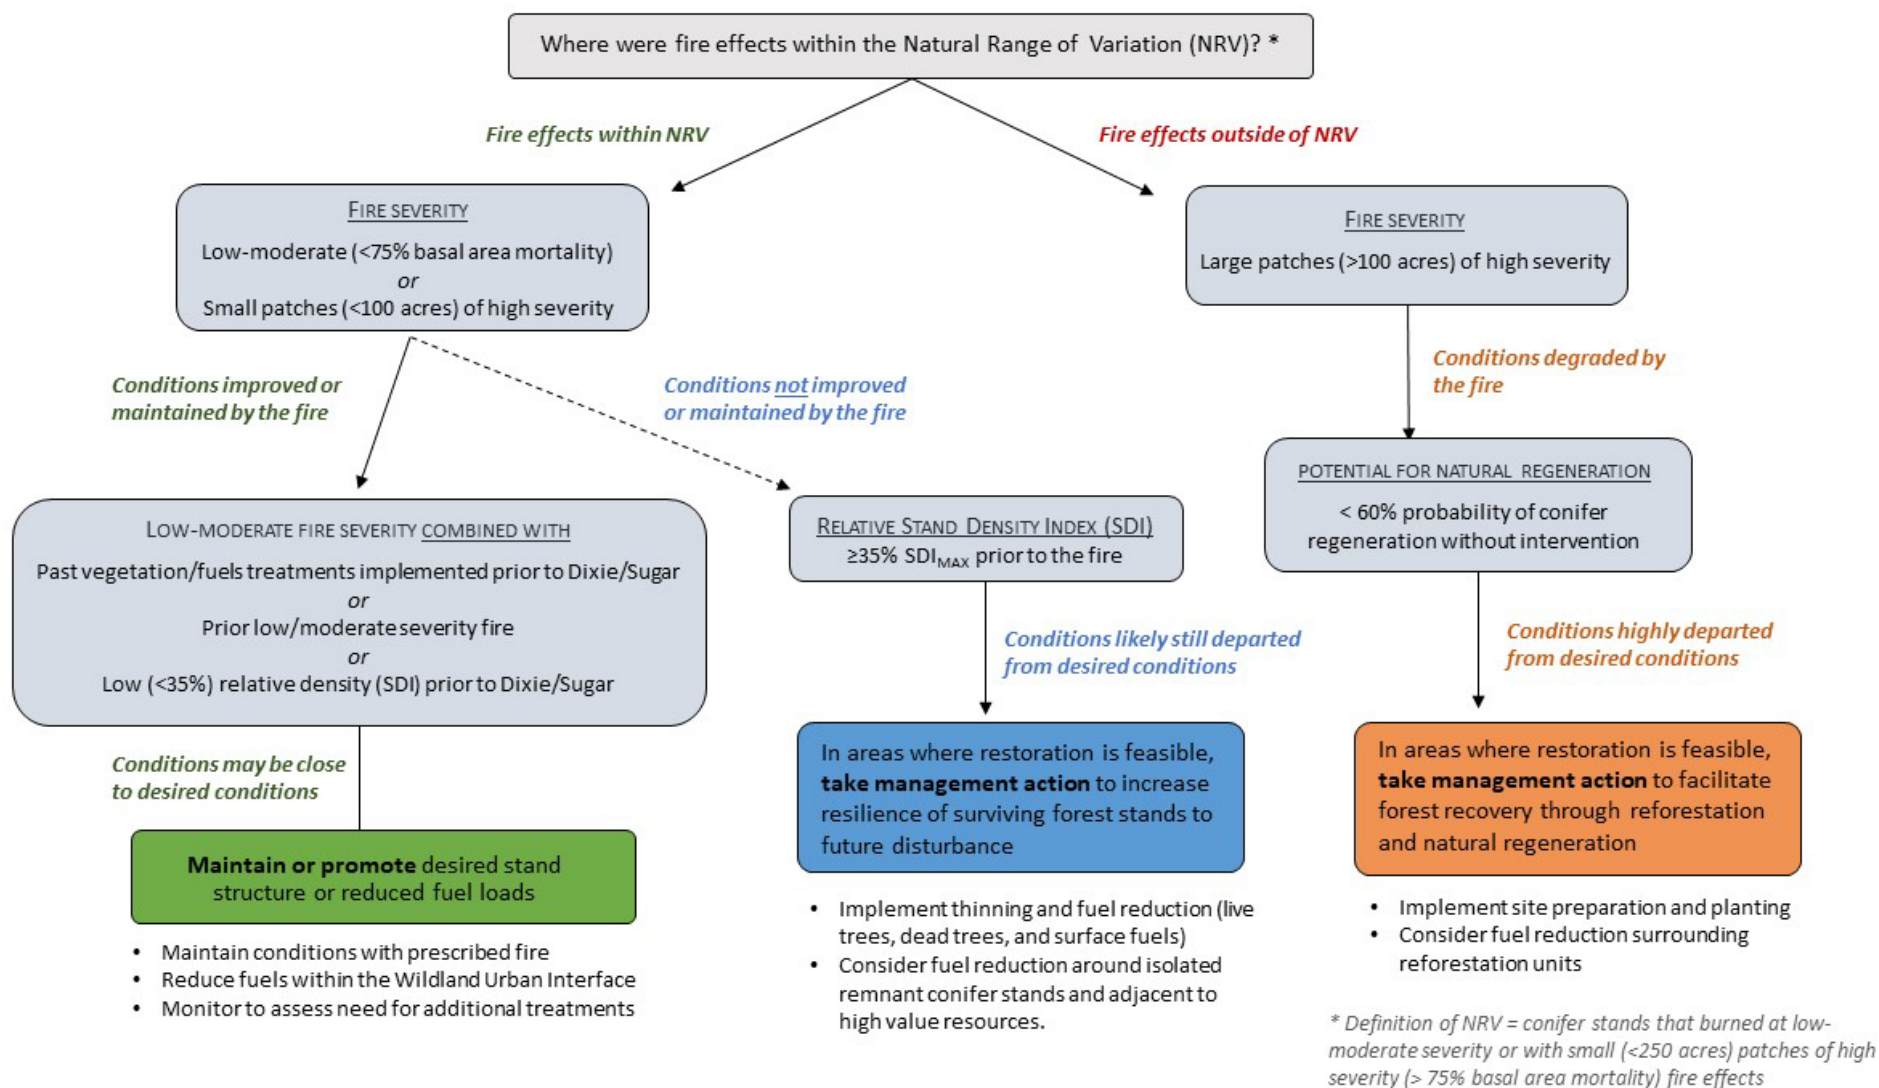 Where were fire effects within the Natural Range of Variation (NRV)? *
Fire effects within NRV
Fire effects outside of NRV
FIRE SEVERITY
Low-moderate (<75% basal area mortality)
or
Small patches (<100 acres) of high severity
FIRE SEVERITY
Large patches (>100 acres) of high severity
Conditions improved or
maintained by the fire
Conditions not improved
or maintained by the fire
Conditions degraded by
the fire
LOW-MODERATE FIRE SEVERITY COMBINED WITH
Past vegetation/fuels treatments implemented prior to Dixie/Sugar
or
Prior low/moderate severity fire
or
Low (<35%) relative density (SDI) prior to Dixie/Sugar
RELATIVE STAND DENSITY INDEX (SDI)
≥35% SDIMAX prior to the fire
POTENTIAL FOR NATURAL REGENERATION
< 60% probability of conifer
regeneration without intervention
Conditions may be close
to desired conditions
Conditions likely still departed
from desired conditions
Conditions highly departed
from desired conditions
Maintain or promote desired stand
structure or reduced fuel loads
• Maintain conditions with prescribed fire
• Reduce fuels within the Wildland Urban Interface
• Monitor to assess need for additional treatments
In areas where restoration is feasible,
take management action to increase
resilience of surviving forest stands to
future disturbance
• Implement thinning and fuel reduction (live
trees, dead trees, and surface fuels)
• Consider fuel reduction around isolated
remnant conifer stands and adjacent to
high value resources.
In areas where restoration is feasible,
take management action to facilitate
forest recovery through reforestation
and natural regeneration
• Implement site preparation and planting
• Consider fuel reduction surrounding
reforestation units
* Definition of NRV = conifer stands that burned at low-
moderate severity or with small (<250 acres) patches of high
severity (> 75% basal area mortality) fire effects